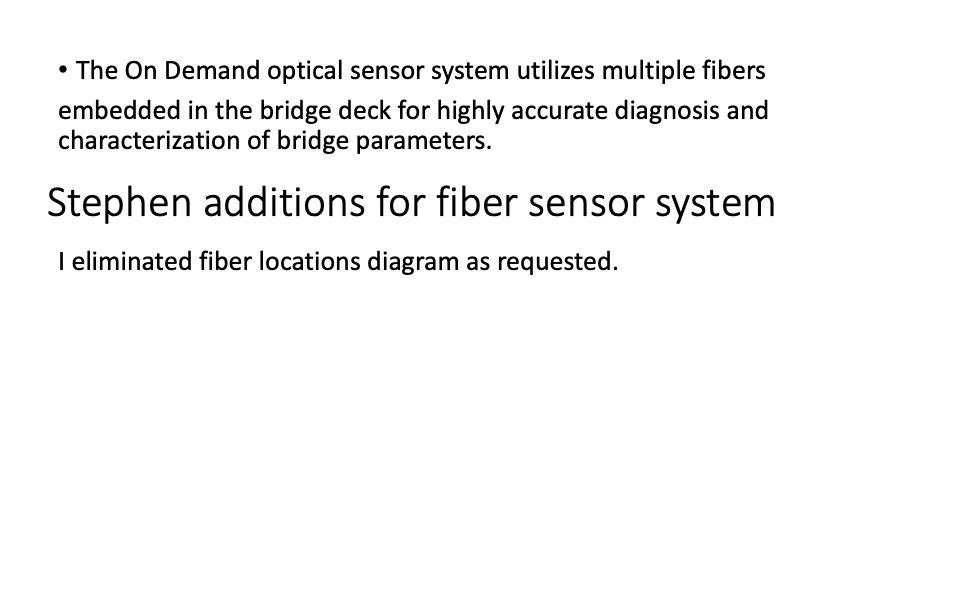 • The On Demand optical sensor system utilizes multiple fibers
embedded in the bridge deck for highly accurate diagnosis and
characterization of bridge parameters.
Stephen additions for fiber sensor system
I eliminated fiber locations diagram as requested.